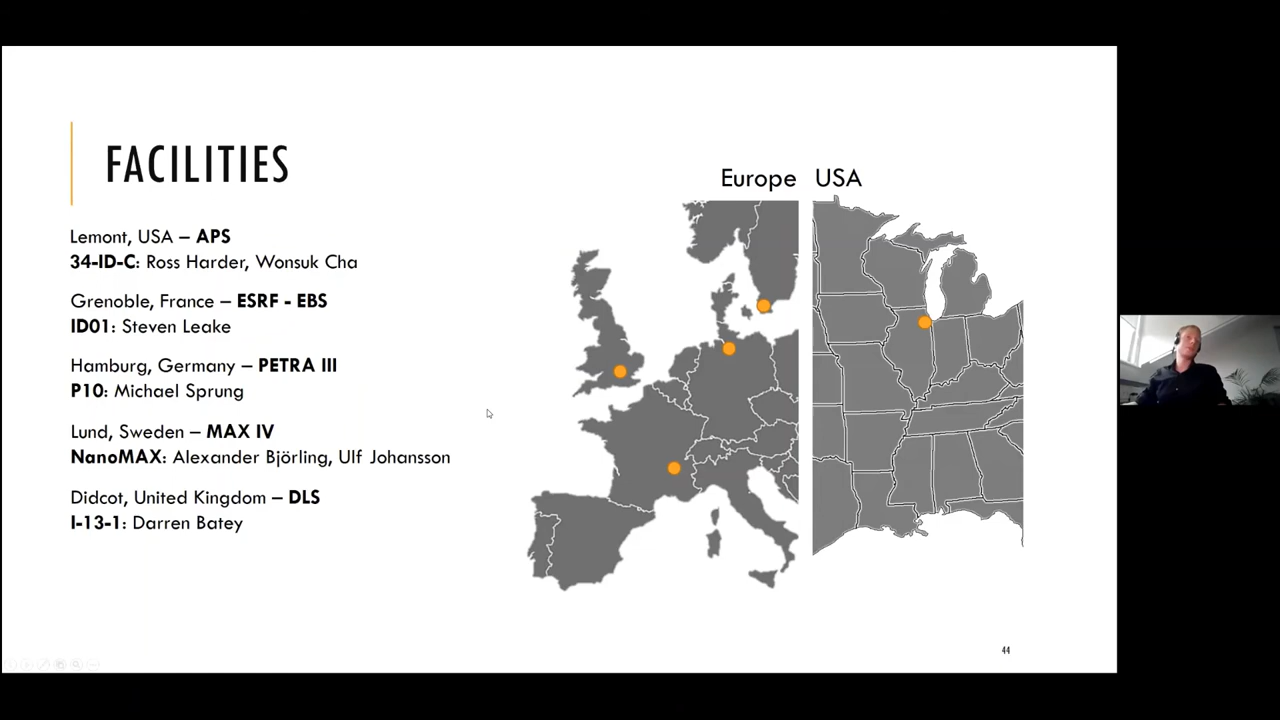 FACILITIES
Lemont, USA – APS
34-ID-C: Ross Harder, Wonsuk Cha
Grenoble, France – ESRF - EBS
ID01: Steven Leake
Hamburg, Germany – PETRA III
P10: Michael Sprung
Lund, Sweden – MAX IV
NanoMAX: Alexander Björling, Ulf Johansson
Didcot, United Kingdom – DLS
I-13-1: Darren Batey
Europe USA
44